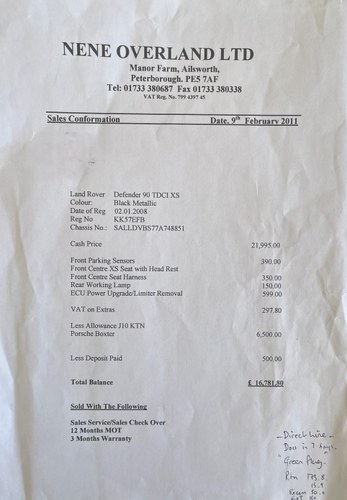 NENE OVERLAND LTD
Manor Farm, Ailsworth,
Peterborough. PE5 7AF
Tel: 01733 380687 Fax 01733 380338
VAT Reg. No. 799 4397 45
Sales Conformation Date. 9th February 2011
Land Rover Defender 90 TDCI XS
Colour: Black Metallic
Date of Reg 02.01.2008
Reg No KK57EFB
Chassis No.: SALLDVBS77A748851
Cash Price 21,995.00
Front Parking Sensors 390.00
Front Centre XS Seat with Head Rest
Front Centre Seat Harness 350.00
Rear Working Lamp 150.00
ECU Power Upgrade/Limiter Removal 599.00
VAT on Extras 297.80
Less Allowance J10 KTN
Porsche Boxter 6,500.00
Less Deposit Paid 500.00
Total Balance £ 16,781.80
Sold With The Following
Sales Service/Sales Check Over
12 Months MOT
3 Months Warranty
- Direct line -
in 7 days.